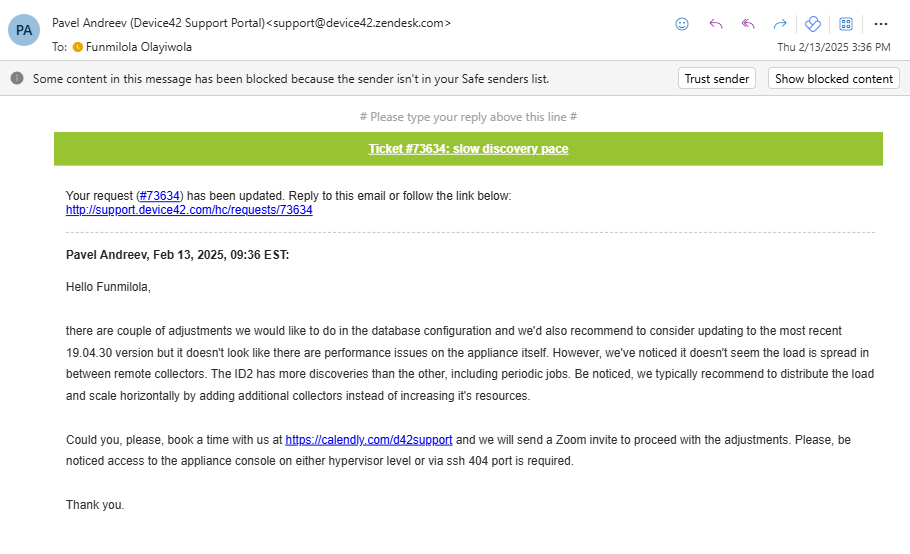 PA
Pavel Andreev (Device42 Support Portal)<support@device42.zendesk.com>
To: Funmilola Olayiwola
Thu 2/13/2025 3:36 PM
Some content in this message has been blocked because the sender isn't in your Safe senders list.
Trust sender
Show blocked content
# Please type your reply above this line #
Ticket #73634: slow discovery pace
Your request (#73634) has been updated. Reply to this email or follow the link below:
http://support.device42.com/hc/requests/73634
Pavel Andreev, Feb 13, 2025, 09:36 EST:
Hello Funmilola,
there are couple of adjustments we would like to do in the database configuration and we'd also recommend to consider updating to the most recent
19.04.30 version but it doesn't look like there are performance issues on the appliance itself. However, we've noticed it doesn't seem the load is spread in
between remote collectors. The ID2 has more discoveries than the other, including periodic jobs. Be noticed, we typically recommend to distribute the load
and scale horizontally by adding additional collectors instead of increasing it's resources.
Could you, please, book a time with us at https://calendly.com/d42support and we will send a Zoom invite to proceed with the adjustments. Please, be
noticed access to the appliance console on either hypervisor level or via ssh 404 port is required.
Thank you.